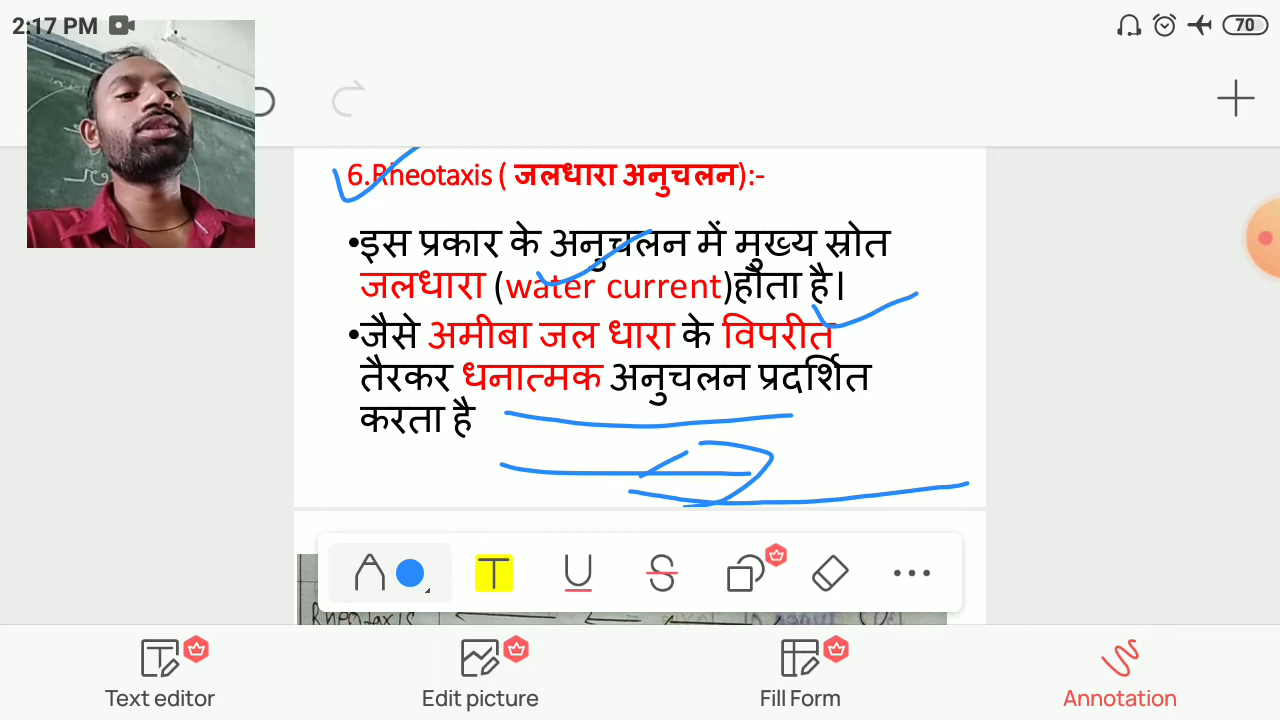 2:17 PM
70
6.Rheotaxis ( जलधारा अनुचलन):-
•इस प्रकार के अनुचलन में मुख्य स्रोत
जलधारा (water current)होता है।
•जैसे अमीबा जल धारा के विपरीत
तैरकर धनात्मक अनुचलन प्रदर्शित
करता है
Rheotaxis
Text editor
Edit picture
Fill Form
Annotation